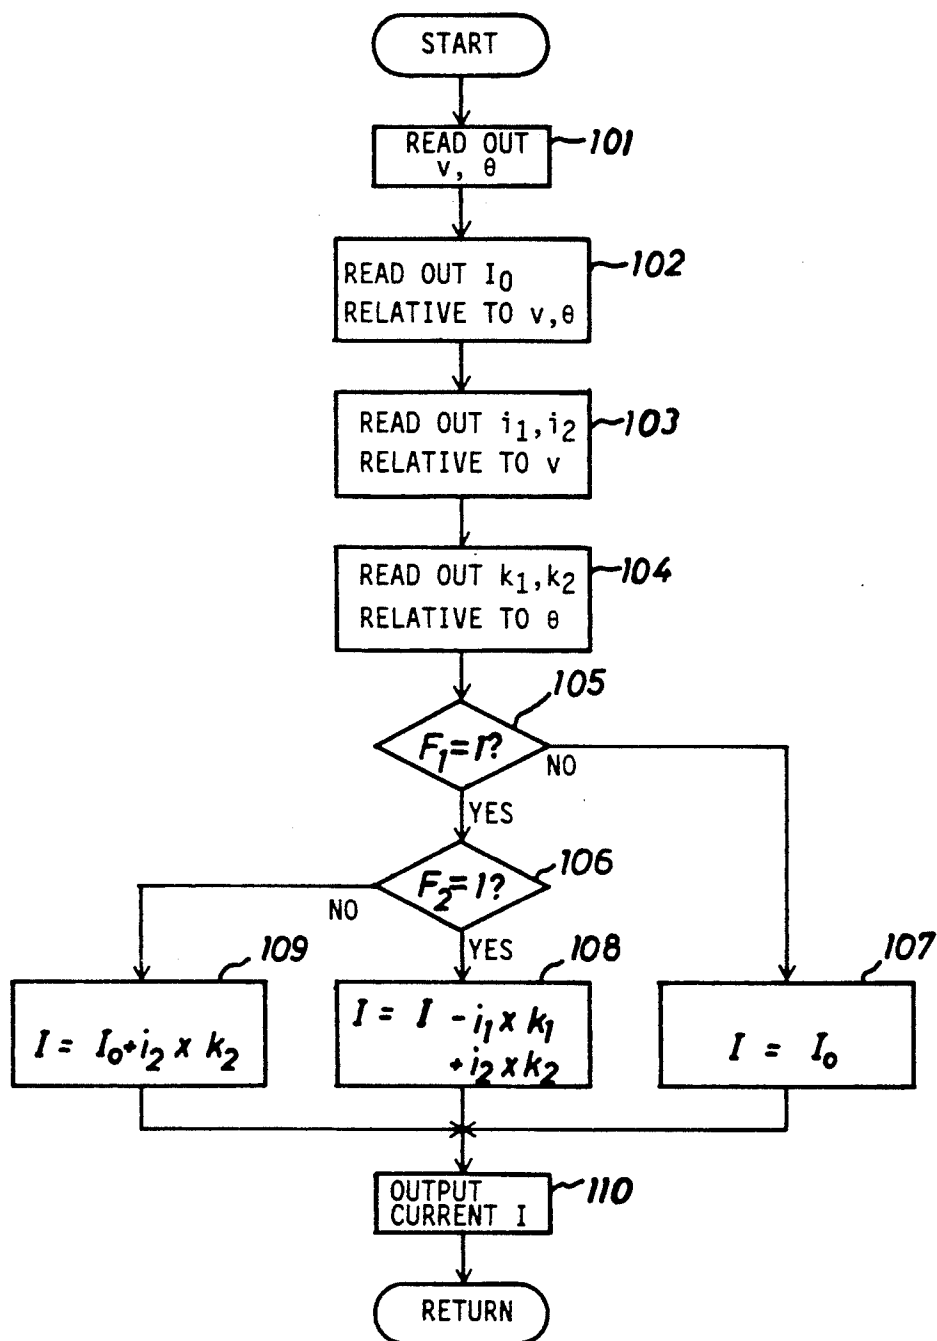 START
READ OUT
v, θ
101
READ OUT I₀
RELATIVE TO v,θ
102
READ OUT i₁,i₂
RELATIVE TO v
103
READ OUT k₁,k₂
RELATIVE TO θ
104
105
F₁=1?
NO
YES
106
F₂=1?
NO
YES
109
I = I₀+i₂ x k₂
108
I = I -i₁ x k₁
+i₂ x k₂
107
I = I₀
OUTPUT
CURRENT I
110
RETURN